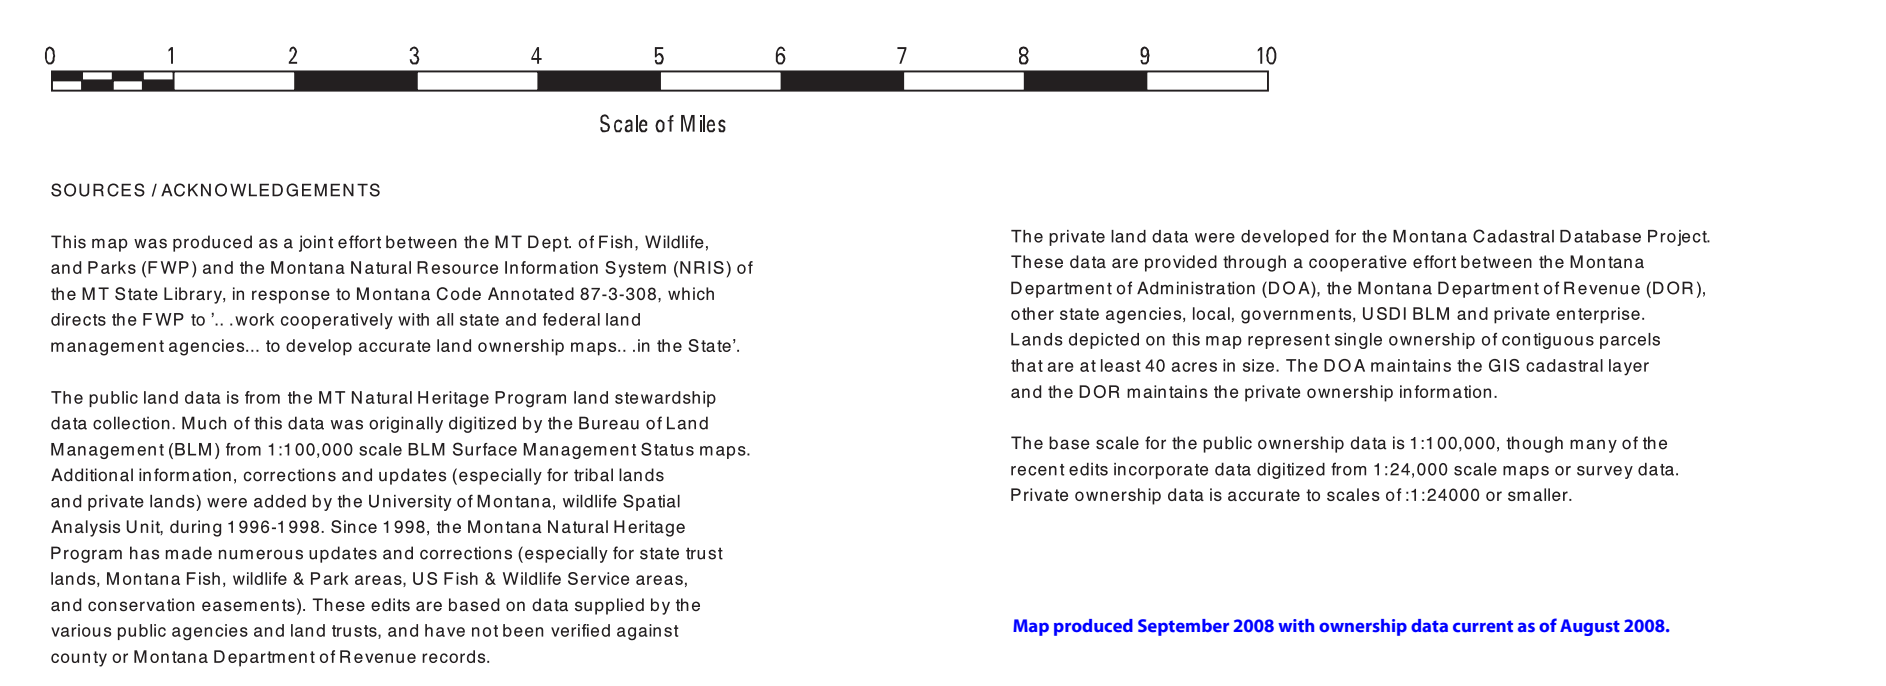 0 1 2 3 4 5 6 7 8 9 10
Scale of Miles
SOURCES / ACKNOWLEDGEMENTS
This map was produced as a joint effort between the MT Dept. of Fish, Wildlife,
and Parks (FWP) and the Montana Natural Resource Information System (NRIS) of
the MT State Library, in response to Montana Code Annotated 87-3-308, which
directs the FWP to ’.. .work cooperatively with all state and federal land
management agencies... to develop accurate land ownership maps.. .in the State’.
The public land data is from the MT Natural Heritage Program land stewardship
data collection. Much of this data was originally digitized by the Bureau of Land
Management (BLM) from 1:100,000 scale BLM Surface Management Status maps.
Additional information, corrections and updates (especially for tribal lands
and private lands) were added by the University of Montana, wildlife Spatial
Analysis Unit, during 1996-1998. Since 1998, the Montana Natural Heritage
Program has made numerous updates and corrections (especially for state trust
lands, Montana Fish, wildlife & Park areas, US Fish & Wildlife Service areas,
and conservation easements). These edits are based on data supplied by the
various public agencies and land trusts, and have not been verified against
county or Montana Department of Revenue records.
The private land data were developed for the Montana Cadastral Database Project.
These data are provided through a cooperative effort between the Montana
Department of Administration (DOA), the Montana Department of Revenue (DOR),
other state agencies, local, governments, USDI BLM and private enterprise.
Lands depicted on this map represent single ownership of contiguous parcels
that are at least 40 acres in size. The DOA maintains the GIS cadastral layer
and the DOR maintains the private ownership information.
The base scale for the public ownership data is 1:100,000, though many of the
recent edits incorporate data digitized from 1:24,000 scale maps or survey data.
Private ownership data is accurate to scales of :1:24000 or smaller.
Map produced September 2008 with ownership data current as of August 2008.